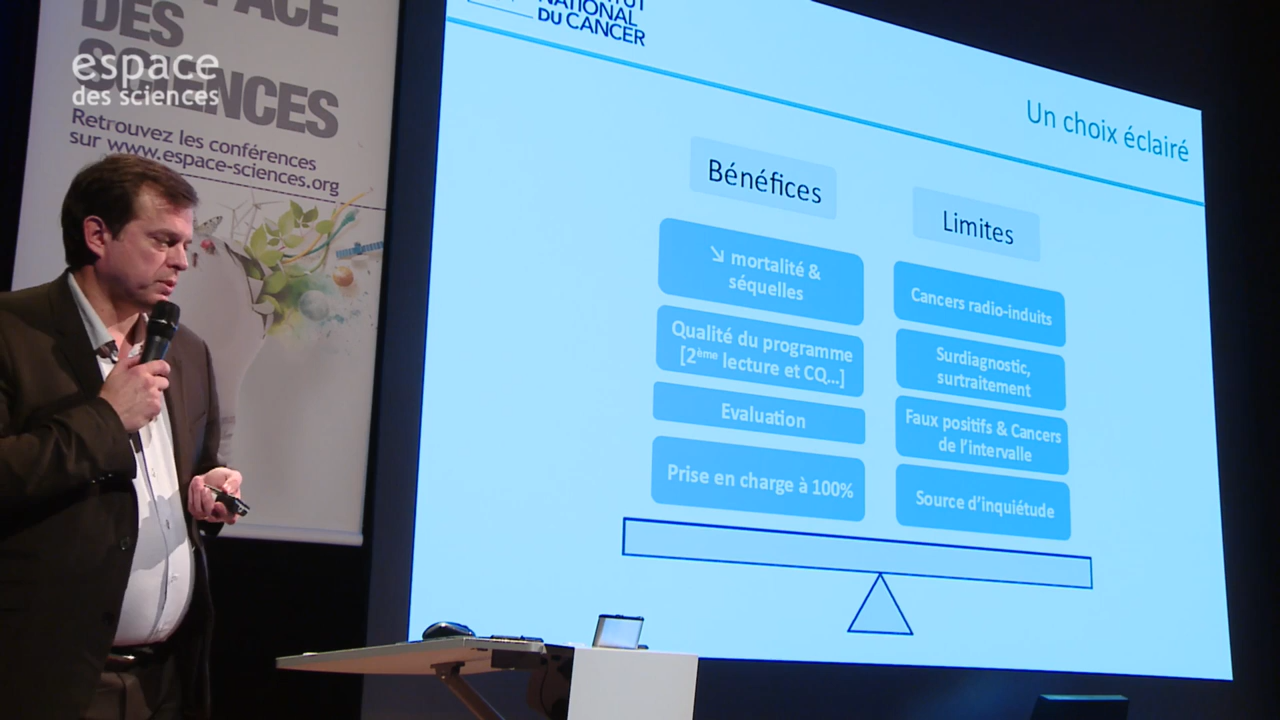 DES
SCIENCES
espace
des sciences
Retrouvez les conférences
sur www.espace-sciences.org
NATIONAL
DU CANCER
Un choix éclairé
Bénéfices
↘ mortalité &
séquelles
Qualité du programme
[2ème lecture et CQ…]
Evaluation
Prise en charge à 100%
Limites
Cancers radio-induits
Surdiagnostic,
surtraitement
Faux positifs & Cancers
de l'intervalle
Source d'inquiétude